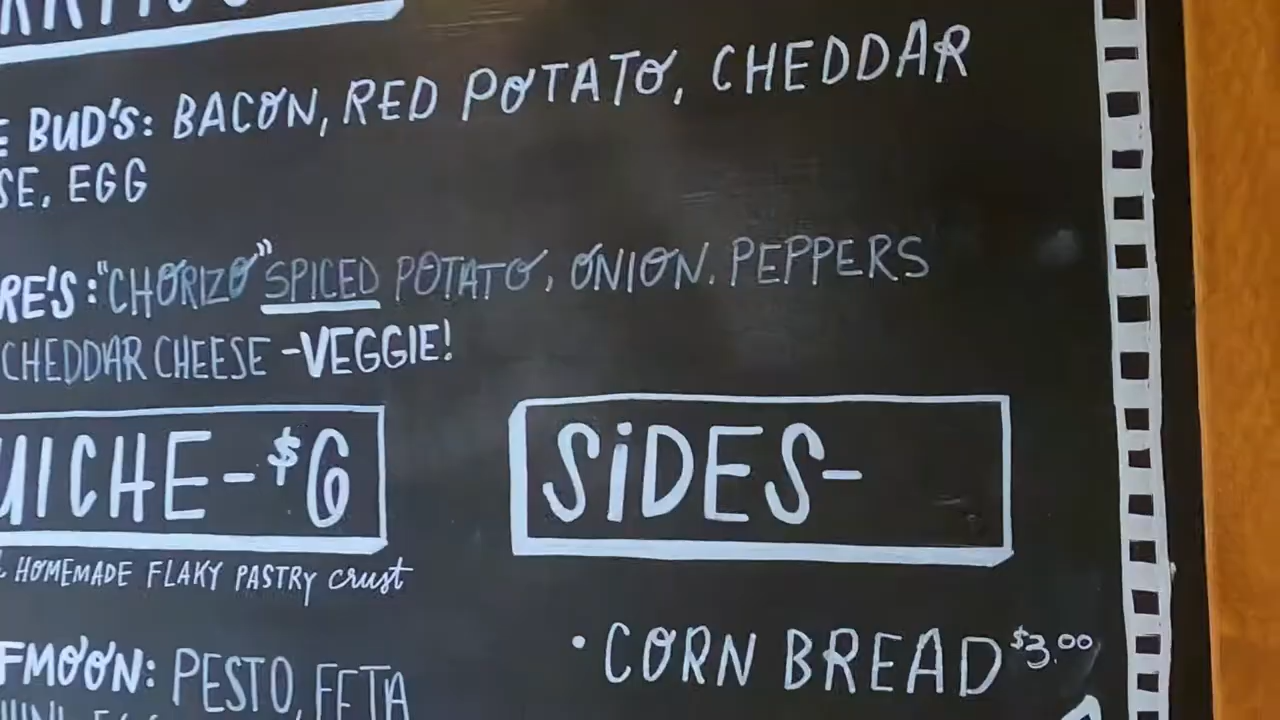 BUD'S: BACON, RED POTATO, CHEDDAR
SE, EGG
RE'S: "CHORIZO" SPICED POTATO, ONION. PEPPERS
CHEDDAR CHEESE -VEGGIE!
UICHE-$6
SIDES-
HOMEMADE FLAKY PASTRY crust
• CORN BREAD $3.00
FMOON: PESTO, FETA